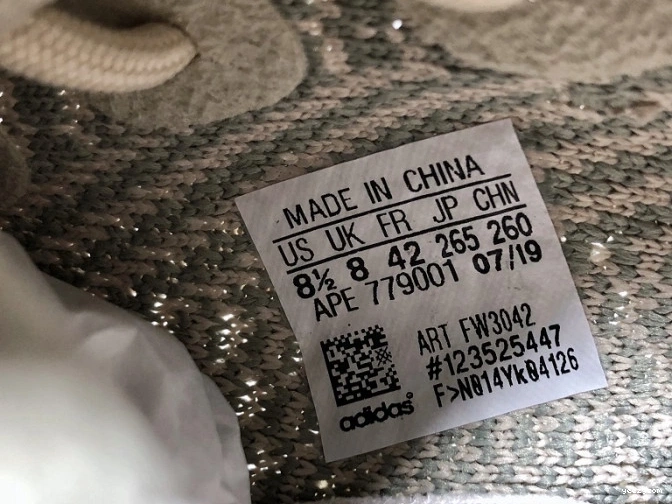 MADE IN CHINA
US UK FR JP CHN
8½ 8 42 265 260
APE 779001 07/19
ART FW3042
#123525447
F>N014Yk04126
adidas®